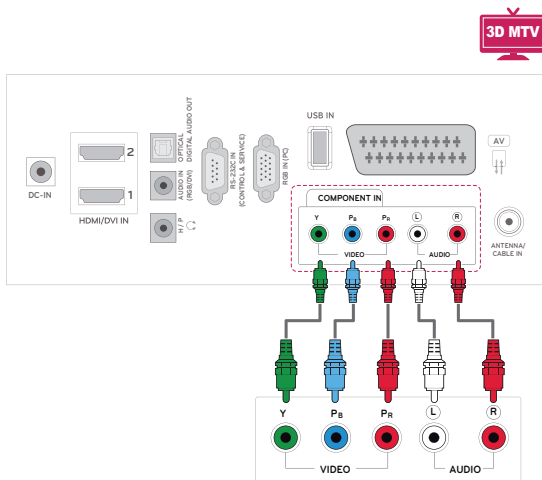 3D MTV
USB IN
AV
OPTICAL
DIGITAL AUDIO OUT
RS-232C IN
(CONTROL & SERVICE)
RGB IN (PC)
2
AUDIO IN
(RGB/DVI)
DC-IN
1
HDMI/DVI IN
H / P
COMPONENT IN
Y PB PR L R
VIDEO AUDIO
ANTENNA/
CABLE IN
Y PB PR L R
VIDEO AUDIO